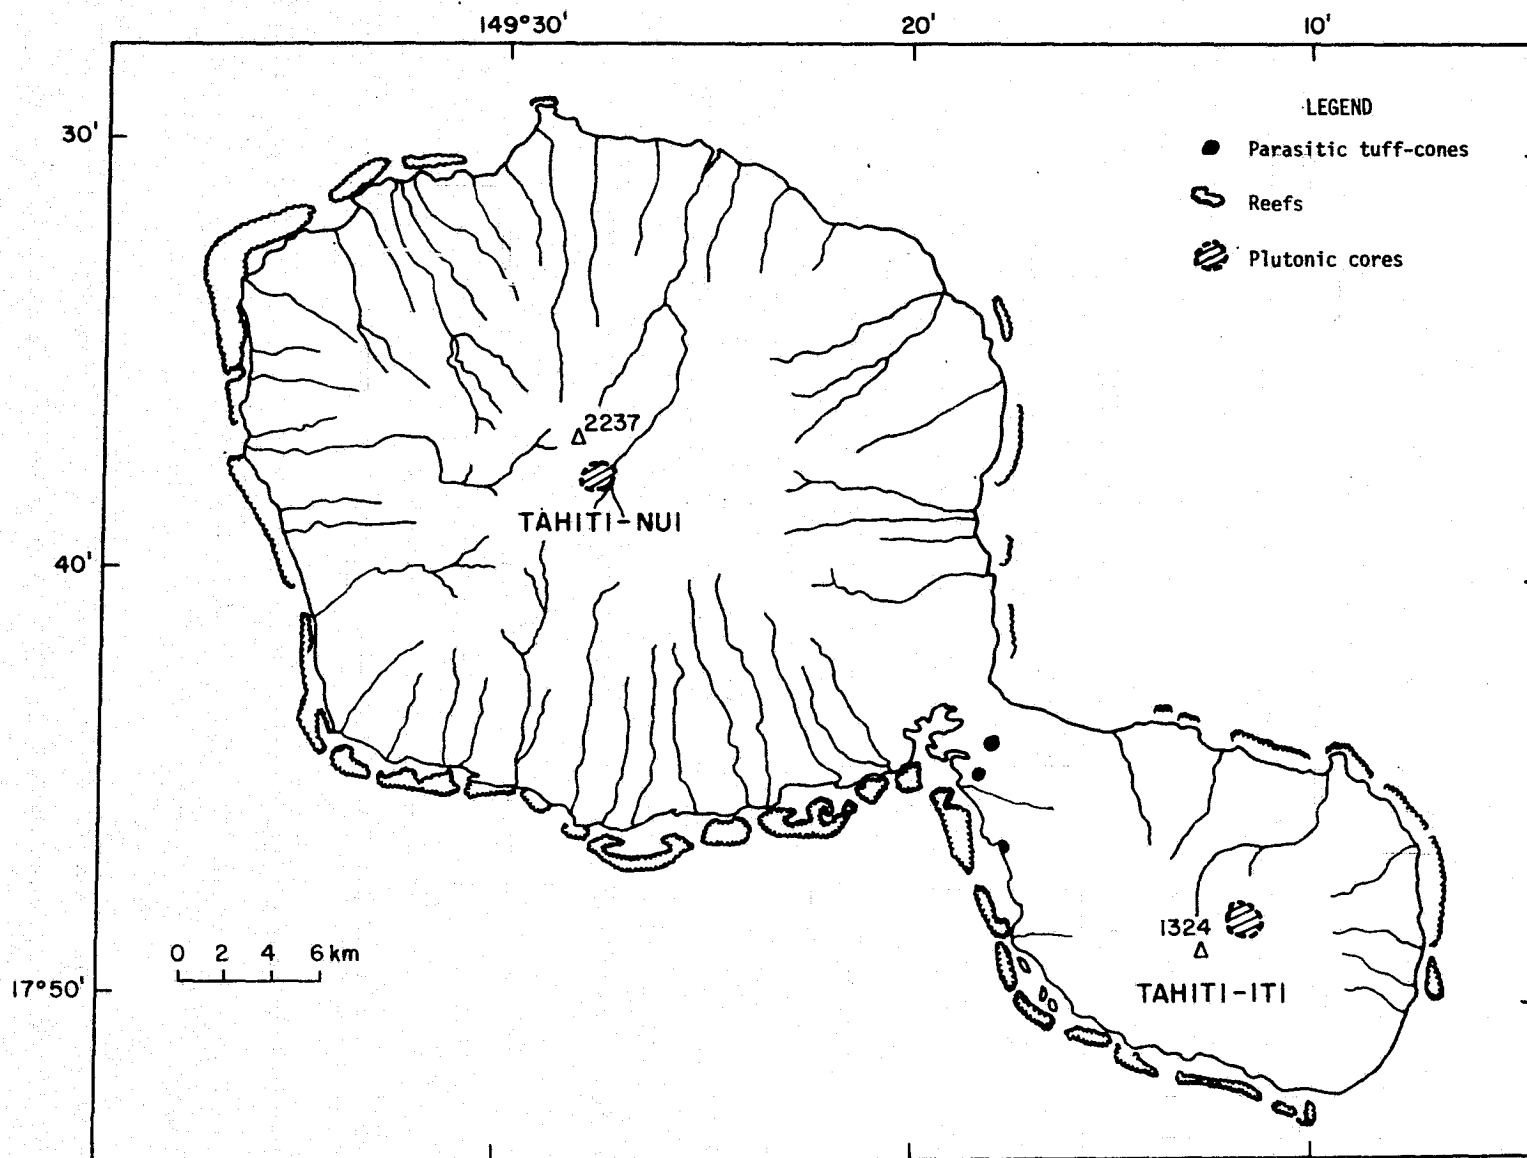 149°30' 20' 10'
30'
LEGEND
Parasitic tuff-cones
Reefs
Plutonic cores
2237
TAHITI-NUI
40'
0 2 4 6 km
1324
17°50'
TAHITI-ITI